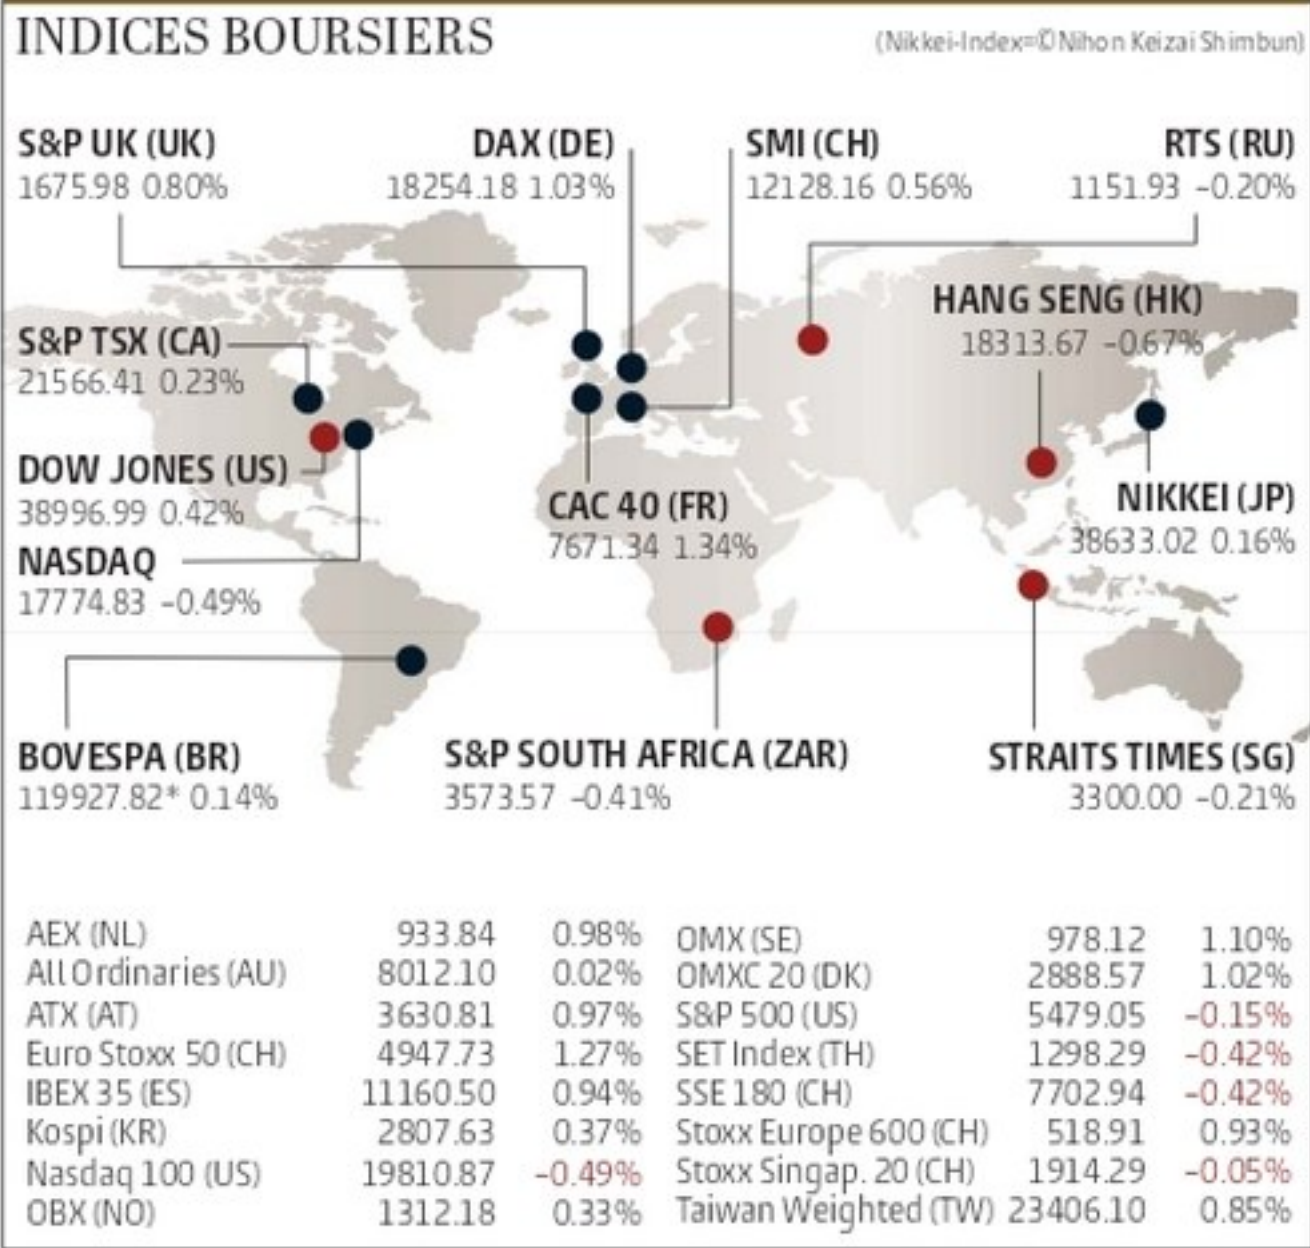 INDICES BOURSIERS
(Nikkei-Index=©Nihon Keizai Shimbun)
S&P UK (UK)
1675.98 0.80%
DAX (DE)
18254.18 1.03%
SMI (CH)
12128.16 0.56%
RTS (RU)
1151.93 -0.20%
HANG SENG (HK)
18313.67 -0.67%
S&P TSX (CA)
21566.41 0.23%
DOW JONES (US)
38996.99 0.42%
CAC 40 (FR)
7671.34 1.34%
NIKKEI (JP)
38633.02 0.16%
NASDAQ
17774.83 -0.49%
BOVESPA (BR)
119927.82* 0.14%
S&P SOUTH AFRICA (ZAR)
3573.57 -0.41%
STRAITS TIMES (SG)
3300.00 -0.21%
AEX (NL) 933.84 0.98%
All Ordinaries (AU) 8012.10 0.02%
ATX (AT) 3630.81 0.97%
Euro Stoxx 50 (CH) 4947.73 1.27%
IBEX 35 (ES) 11160.50 0.94%
Kospi (KR) 2807.63 0.37%
Nasdaq 100 (US) 19810.87 -0.49%
OBX (NO) 1312.18 0.33%
OMX (SE) 978.12 1.10%
OMXC 20 (DK) 2888.57 1.02%
S&P 500 (US) 5479.05 -0.15%
SET Index (TH) 1298.29 -0.42%
SSE 180 (CH) 7702.94 -0.42%
Stoxx Europe 600 (CH) 518.91 0.93%
Stoxx Singap. 20 (CH) 1914.29 -0.05%
Taiwan Weighted (TW) 23406.10 0.85%